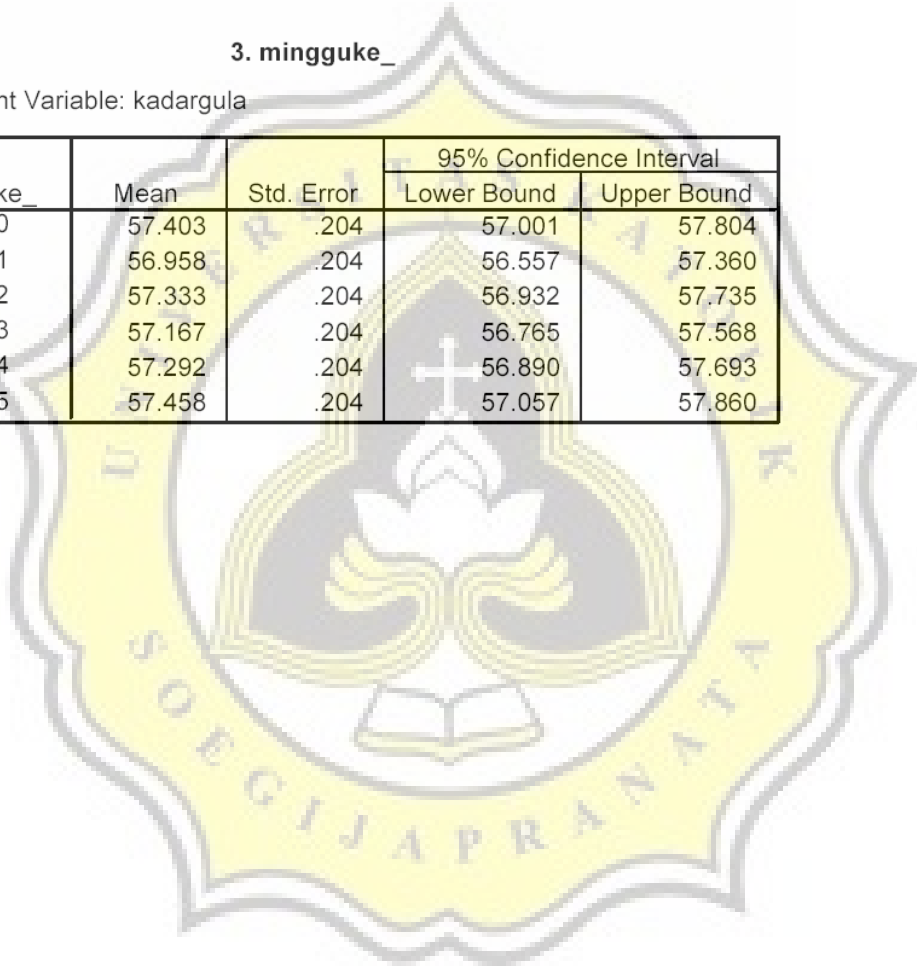 3. mingguke_
nt Variable: kadargula
95% Confidence Interval
ke_ Mean Std. Error Lower Bound Upper Bound
0 57.403 .204 57.001 57.804
1 56.958 .204 56.557 57.360
2 57.333 .204 56.932 57.735
3 57.167 .204 56.765 57.568
4 57.292 .204 56.890 57.693
5 57.458 .204 57.057 57.860
UNIVERSITAS KATOLIK
SOEGIJAPRANATA